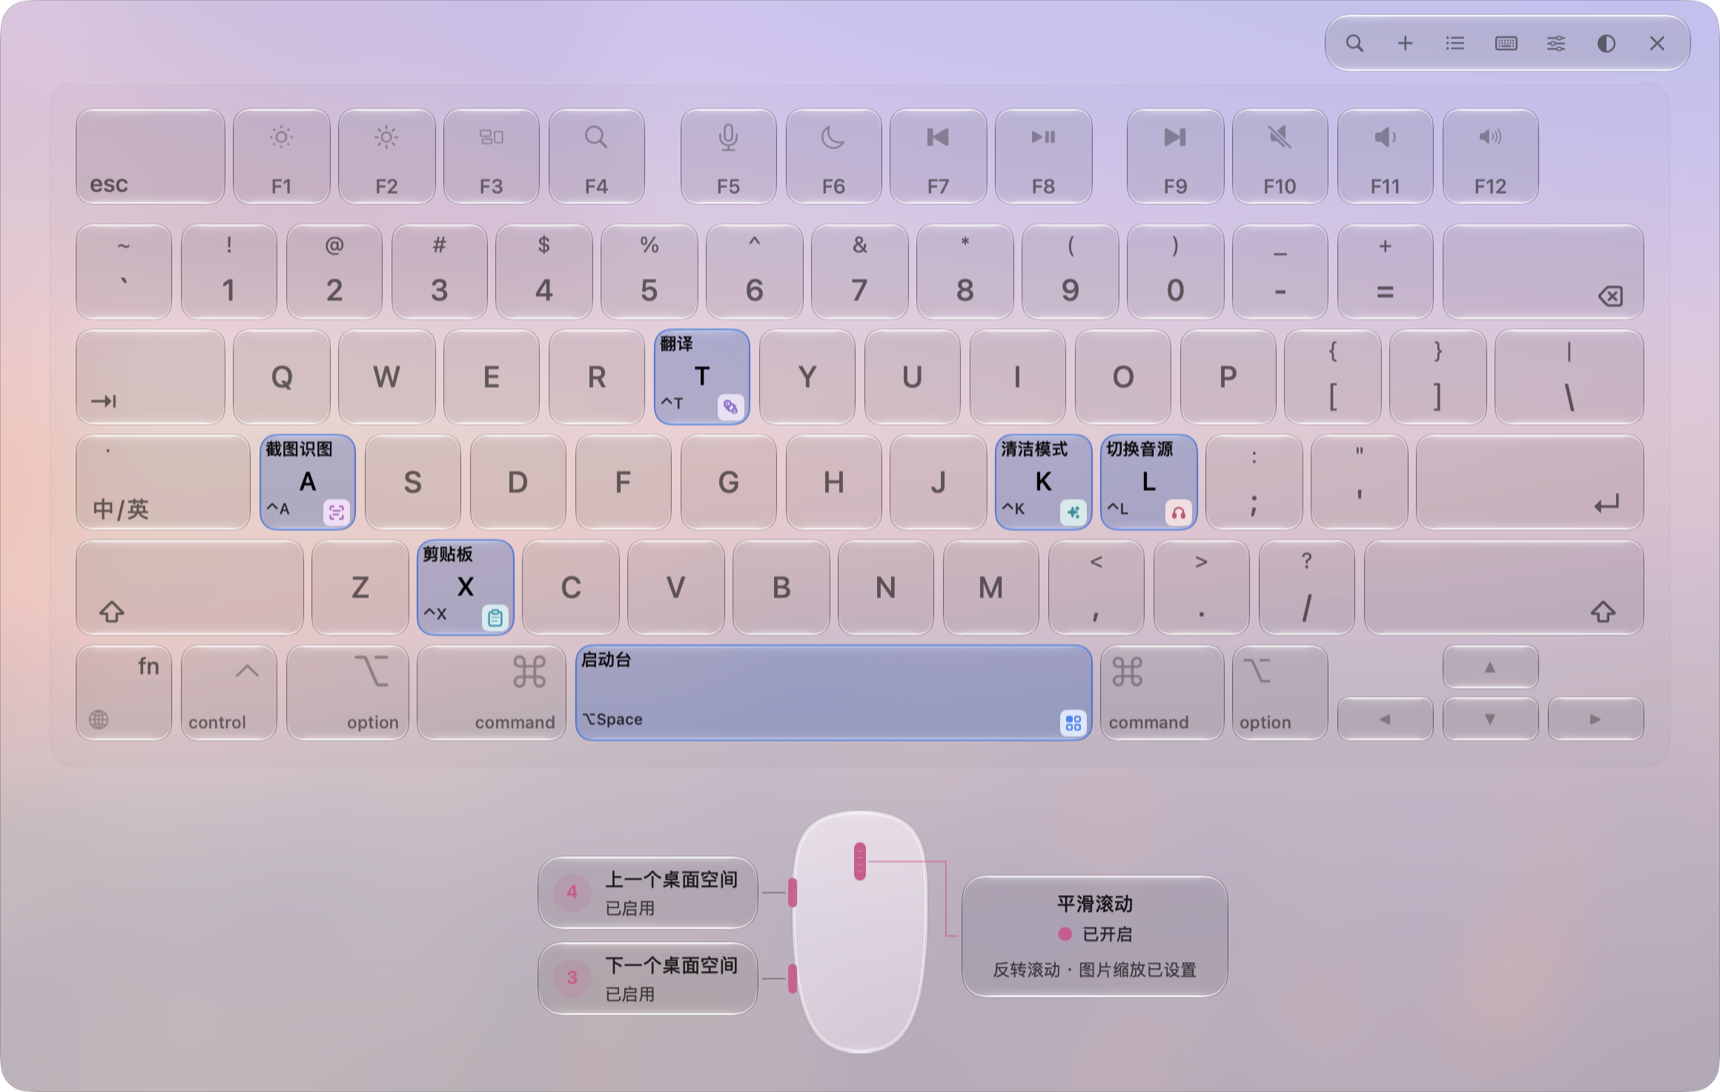 esc
F1
F2
F3
F4
F5
F6
F7
F8
F9
F10
F11
F12
~
`
!
1
@
2
#
3
$
4
%
5
^
6
&
7
*
8
(
9
)
0
_
-
+
=
Q
W
E
R
翻译
T
^T
Y
U
I
O
P
{
[
}
]
|
\
中/英
截图识图
A
^A
S
D
F
G
H
J
清洁模式
K
^K
切换音源
L
^L
:
;
"
'
Z
剪贴板
X
^X
C
V
B
N
M
<
,
>
.
?
/
fn
control
option
command
启动台
⌥Space
command
option
4
上一个桌面空间
已启用
3
下一个桌面空间
已启用
平滑滚动
已开启
反转滚动 · 图片缩放已设置